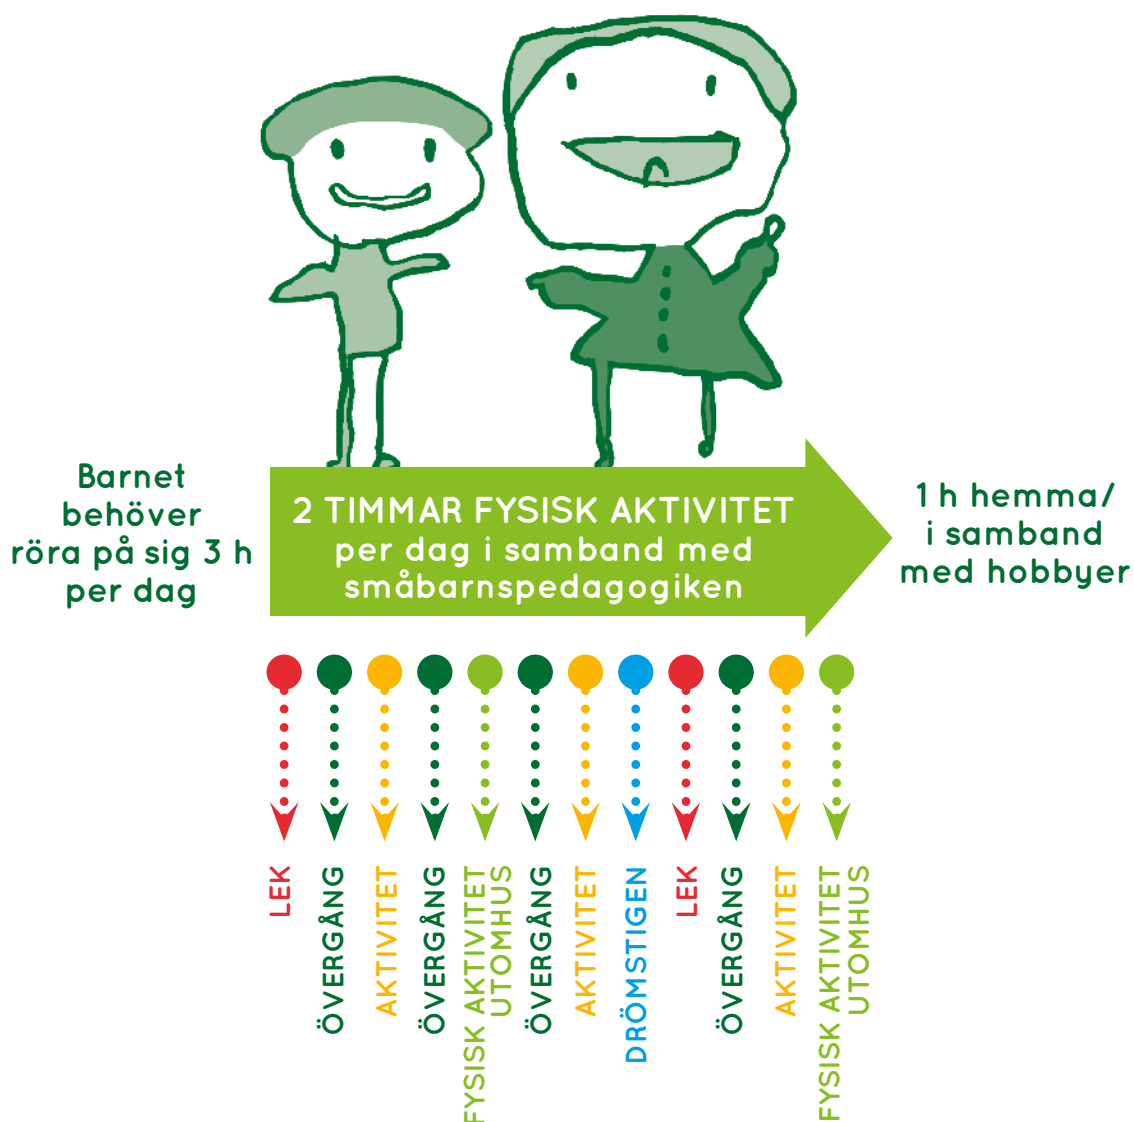 Barnet
behöver
röra på sig 3 h
per dag
2 TIMMAR FYSISK AKTIVITET
per dag i samband med
småbarnspedagogiken
1 h hemma/
i samband
med hobbyer
LEK
ÖVERGÅNG
AKTIVITET
ÖVERGÅNG
FYSISK AKTIVITET
UTOMHUS
ÖVERGÅNG
AKTIVITET
DRÖMSTIGEN
LEK
ÖVERGÅNG
AKTIVITET
FYSISK AKTIVITET
UTOMHUS